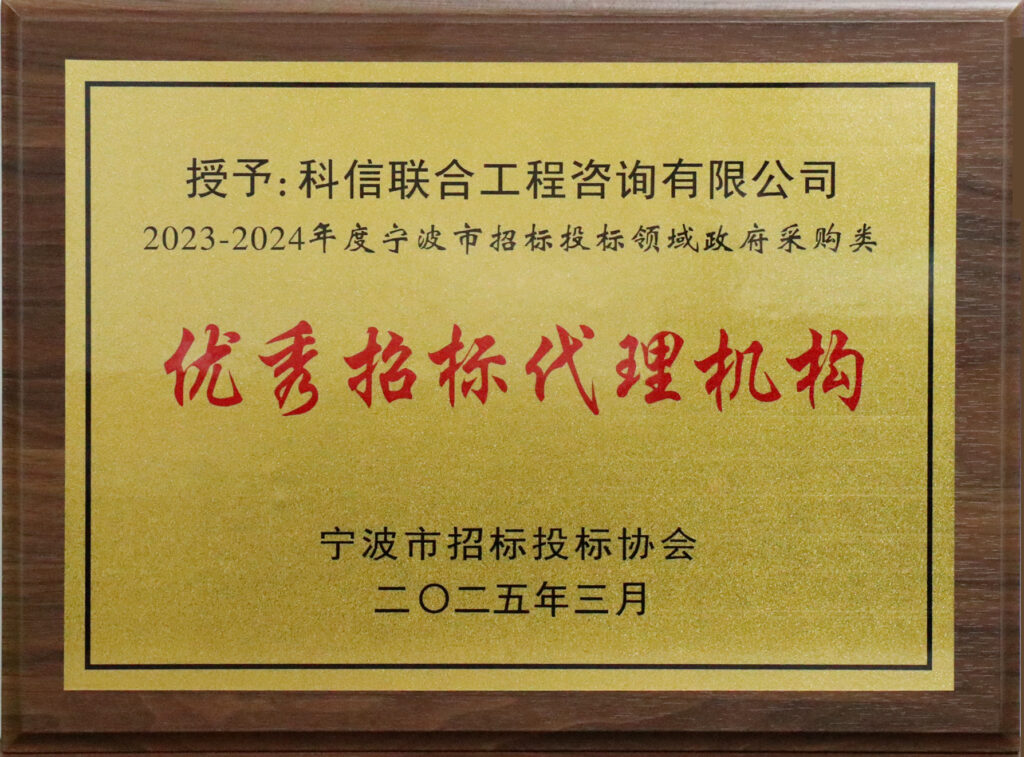 授予:科信联合工程咨询有限公司
2023-2024年度宁波市招标投标领域政府采购类
优秀招标代理机构
宁波市招标投标协会
二〇二五年三月